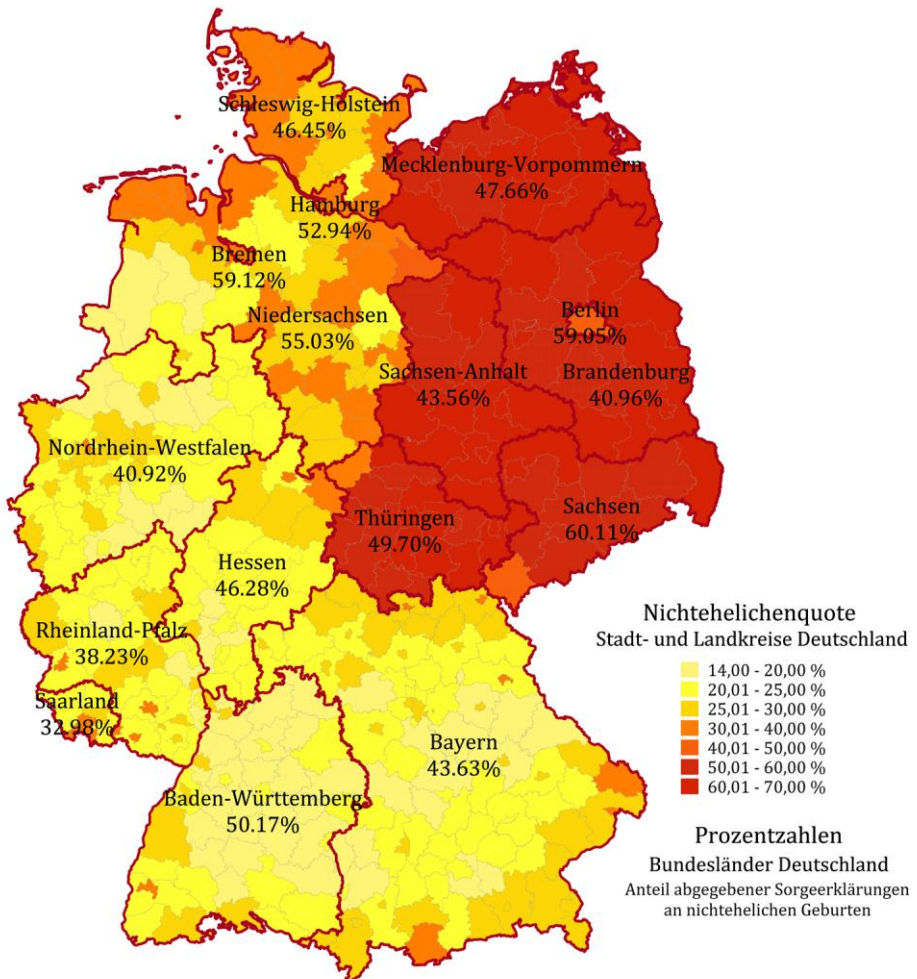 Schleswig-Holstein
46.45%
Mecklenburg-Vorpommern
47.66%
Hamburg
52.94%
Bremen
59.12%
Niedersachsen
55.03%
Berlin
59.05%
Sachsen-Anhalt
43.56%
Brandenburg
40.96%
Nordrhein-Westfalen
40.92%
Thüringen
49.70%
Sachsen
60.11%
Hessen
46.28%
Rheinland-Pfalz
38.23%
Saarland
32.98%
Bayern
43.63%
Baden-Württemberg
50.17%
Nichtehelichenquote
Stadt- und Landkreise Deutschland
14,00 - 20,00 %
20,01 - 25,00 %
25,01 - 30,00 %
30,01 - 40,00 %
40,01 - 50,00 %
50,01 - 60,00 %
60,01 - 70,00 %
Prozentzahlen
Bundesländer Deutschland
Anteil abgegebener Sorgeerklärungen
an nichtehelichen Geburten